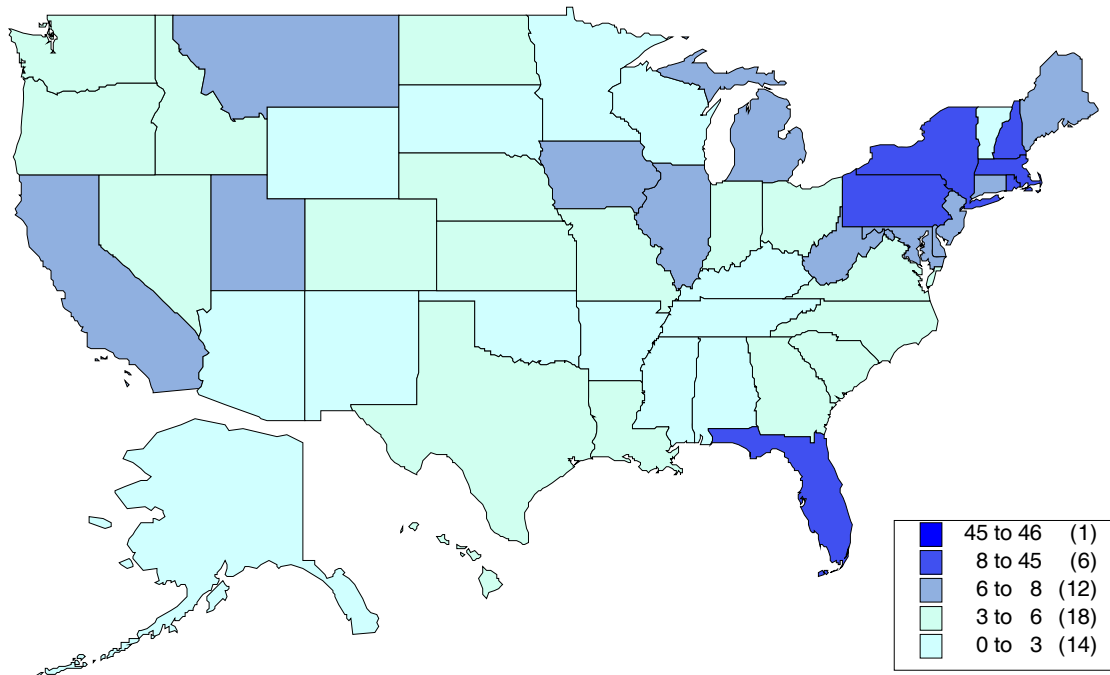 45 to 46 (1)
8 to 45 (6)
6 to 8 (12)
3 to 6 (18)
0 to 3 (14)